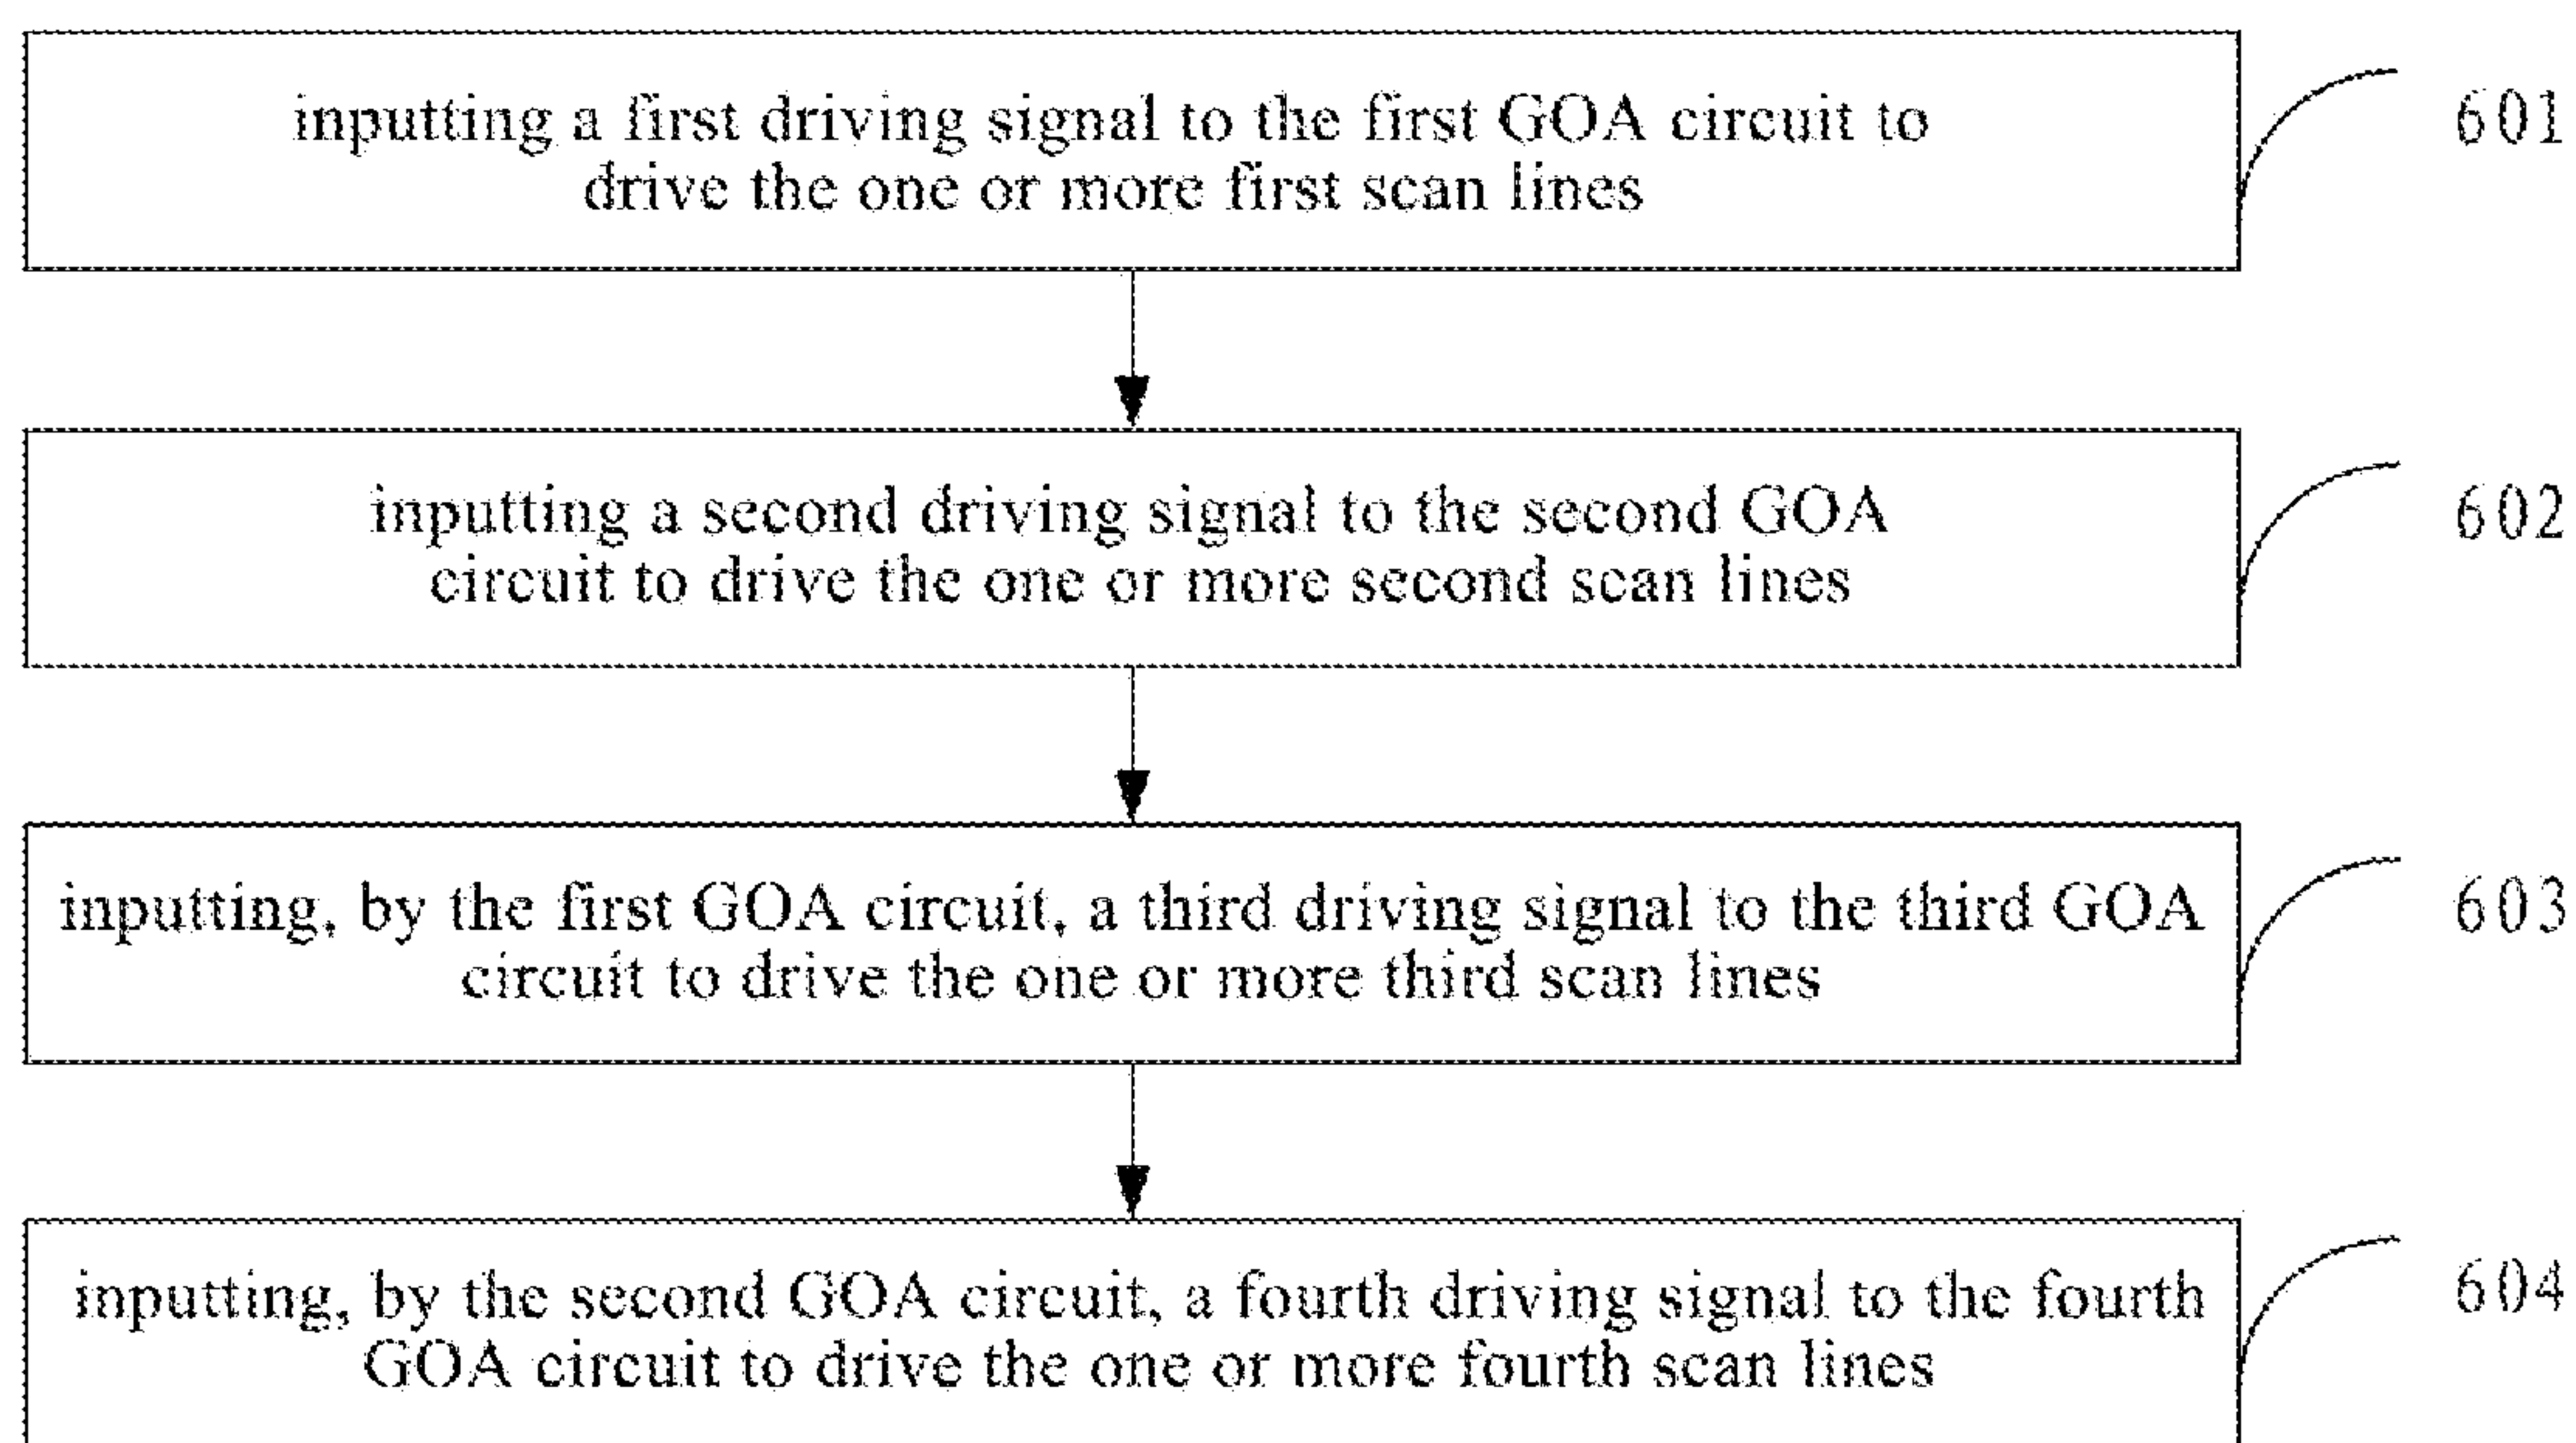 inputting a first driving signal to the first GOA circuit to
drive the one or more first scan lines
601
inputting a second driving signal to the second GOA
circuit to drive the one or more second scan lines
602
inputting, by the first GOA circuit, a third driving signal to the third GOA
circuit to drive the one or more third scan lines
603
inputting, by the second GOA circuit, a fourth driving signal to the fourth
GOA circuit to drive the one or more fourth scan lines
604